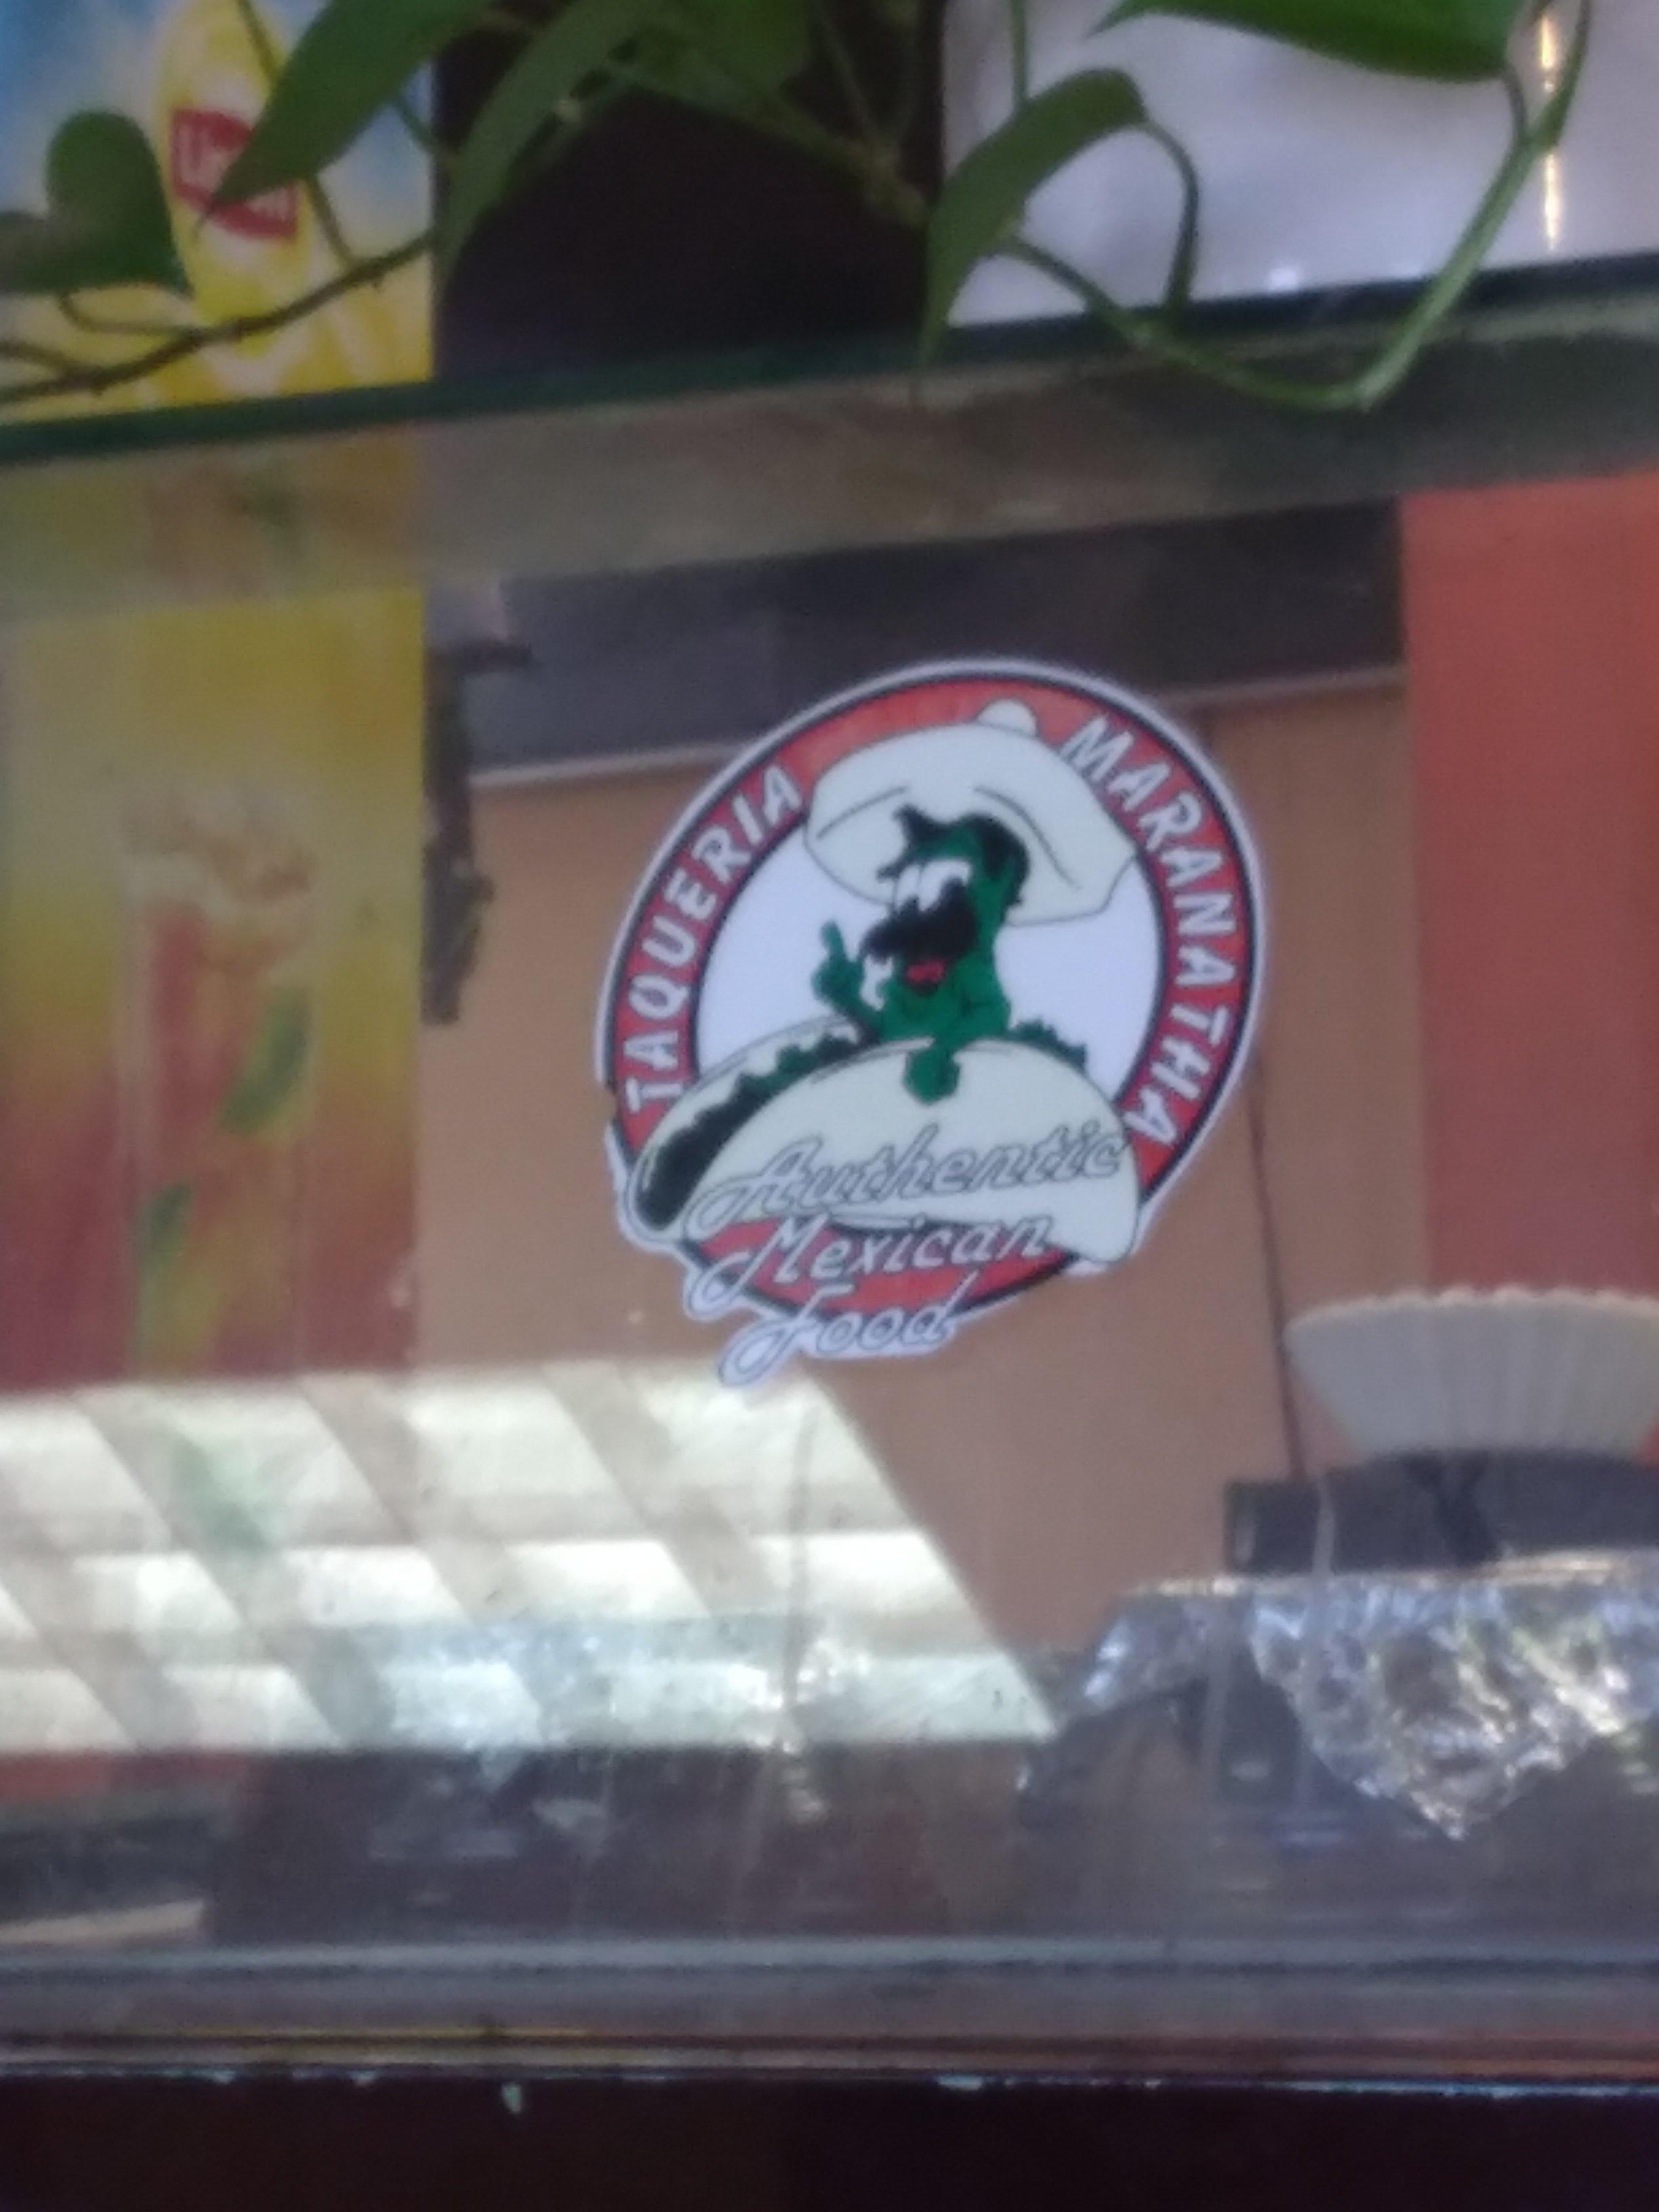 TAQUERIA MARANATHA
Authentic
Mexican
Food